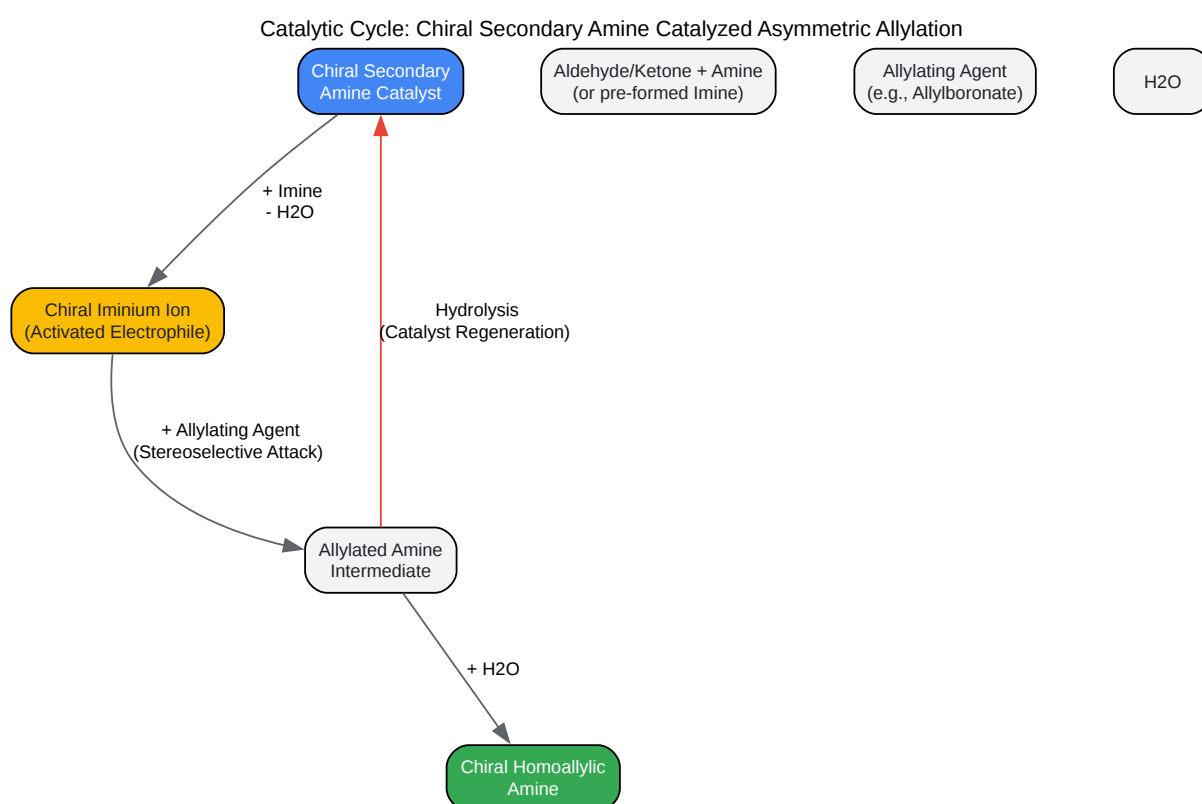 Catalytic Cycle: Chiral Secondary Amine Catalyzed Asymmetric Allylation
Chiral Secondary
Amine Catalyst
Aldehyde/Ketone + Amine
(or pre-formed Imine)
Allylating Agent
(e.g., Allylboronate)
H2O
+ Imine
- H2O
Chiral Iminium Ion
(Activated Electrophile)
Hydrolysis
(Catalyst Regeneration)
+ Allylating Agent
(Stereoselective Attack)
Allylated Amine
Intermediate
+ H2O
Chiral Homoallylic
Amine